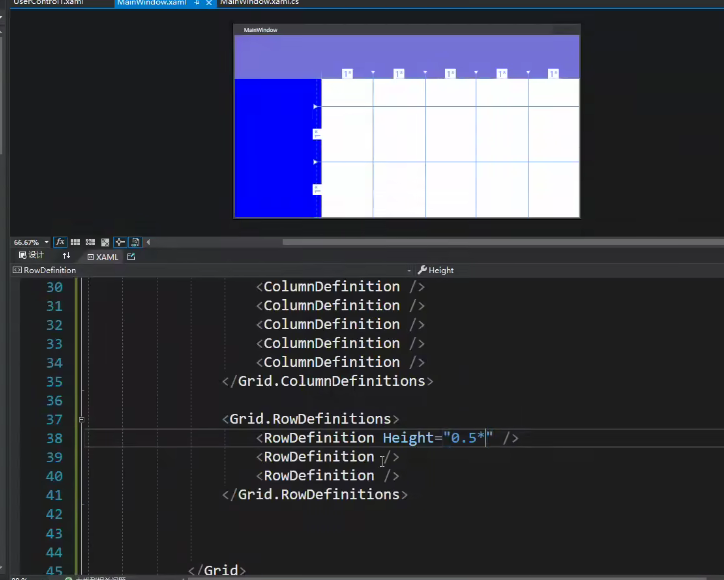 UserControl1.xaml MainWindow.xaml MainWindow.xaml.cs
MainWindow
1* 1* 1* 1* 1*
1*
1*
66.67% fx
设计 XAML
RowDefinition Height
30 <ColumnDefinition />
31 <ColumnDefinition />
32 <ColumnDefinition />
33 <ColumnDefinition />
34 <ColumnDefinition />
35 </Grid.ColumnDefinitions>
36
37 <Grid.RowDefinitions>
38 <RowDefinition Height="0.5*" />
39 <RowDefinition />
40 <RowDefinition />
41 </Grid.RowDefinitions>
42
43
44
45 </Grid>